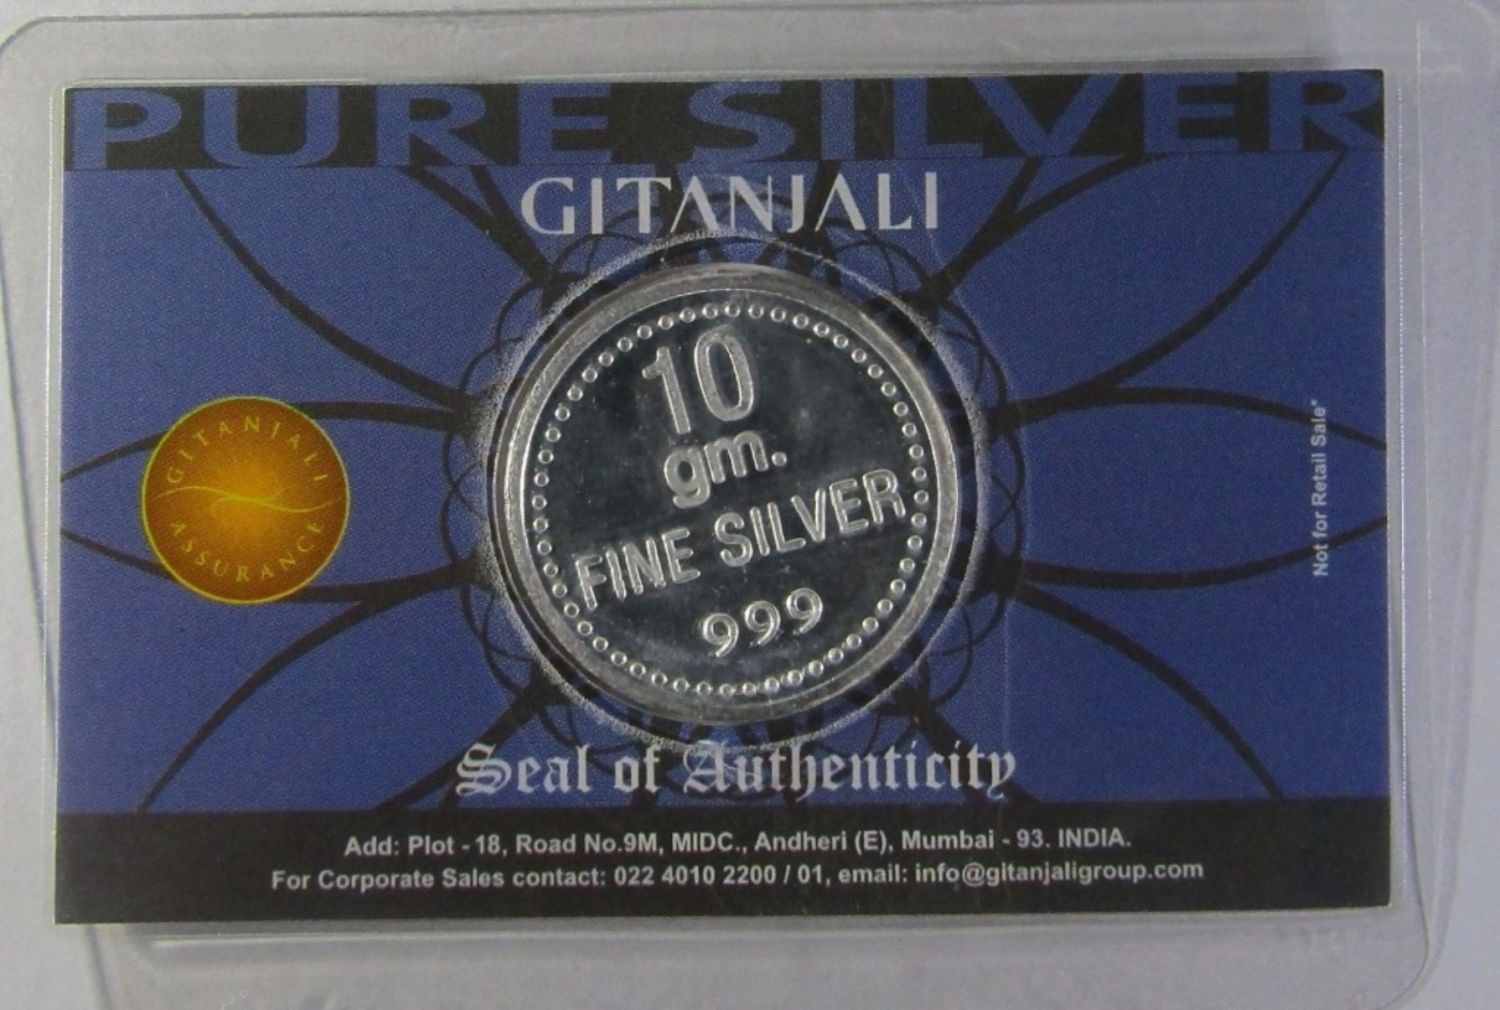 PURE SILVER
GITANJALI
10
gm.
FINE SILVER
999
GITANJALI
ASSURANCE
Not for Retail Sale*
Seal of Authenticity
Add: Plot - 18, Road No.9M, MIDC., Andheri (E), Mumbai - 93. INDIA.
For Corporate Sales contact: 022 4010 2200 / 01, email: info@gitanjaligroup.com